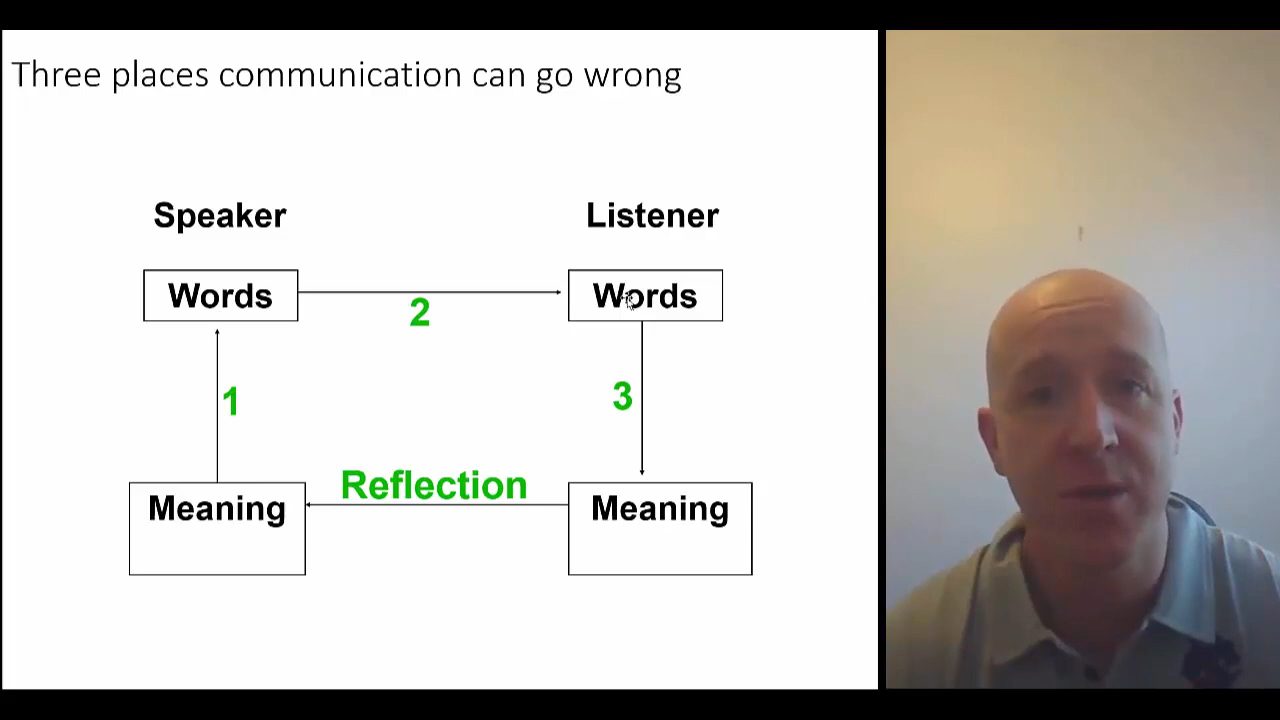 Three places communication can go wrong
Speaker
Listener
Words
2
Words
1
3
Reflection
Meaning
Meaning